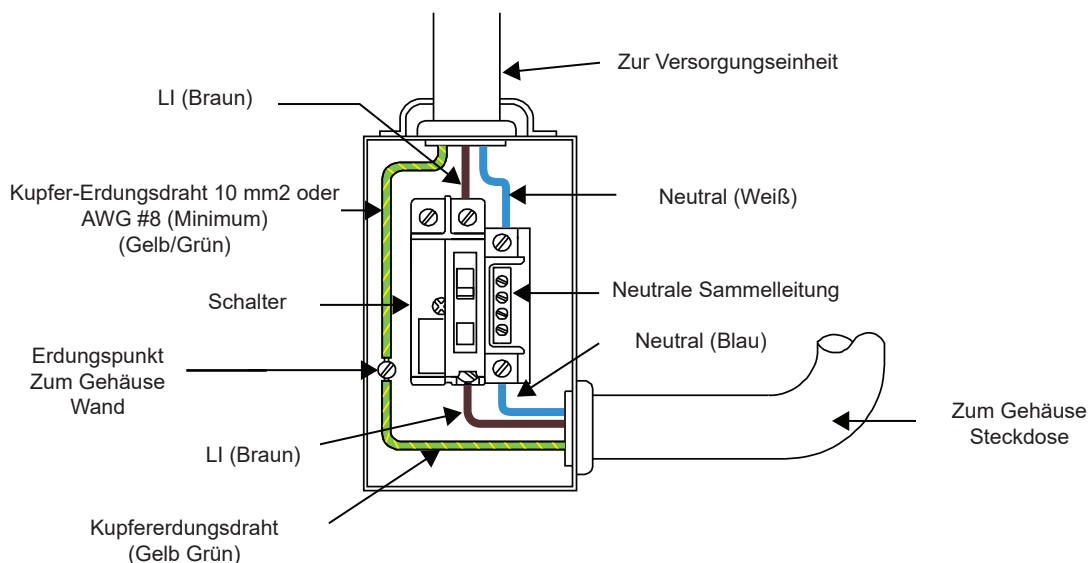 Zur Versorgungseinheit
LI (Braun)
Kupfer-Erdungsdraht 10 mm2 oder
AWG #8 (Minimum)
(Gelb/Grün)
Neutral (Weiß)
Schalter
Neutrale Sammelleitung
Neutral (Blau)
Erdungspunkt
Zum Gehäuse
Wand
Zum Gehäuse
Steckdose
LI (Braun)
Kupfererdungsdraht
(Gelb Grün)